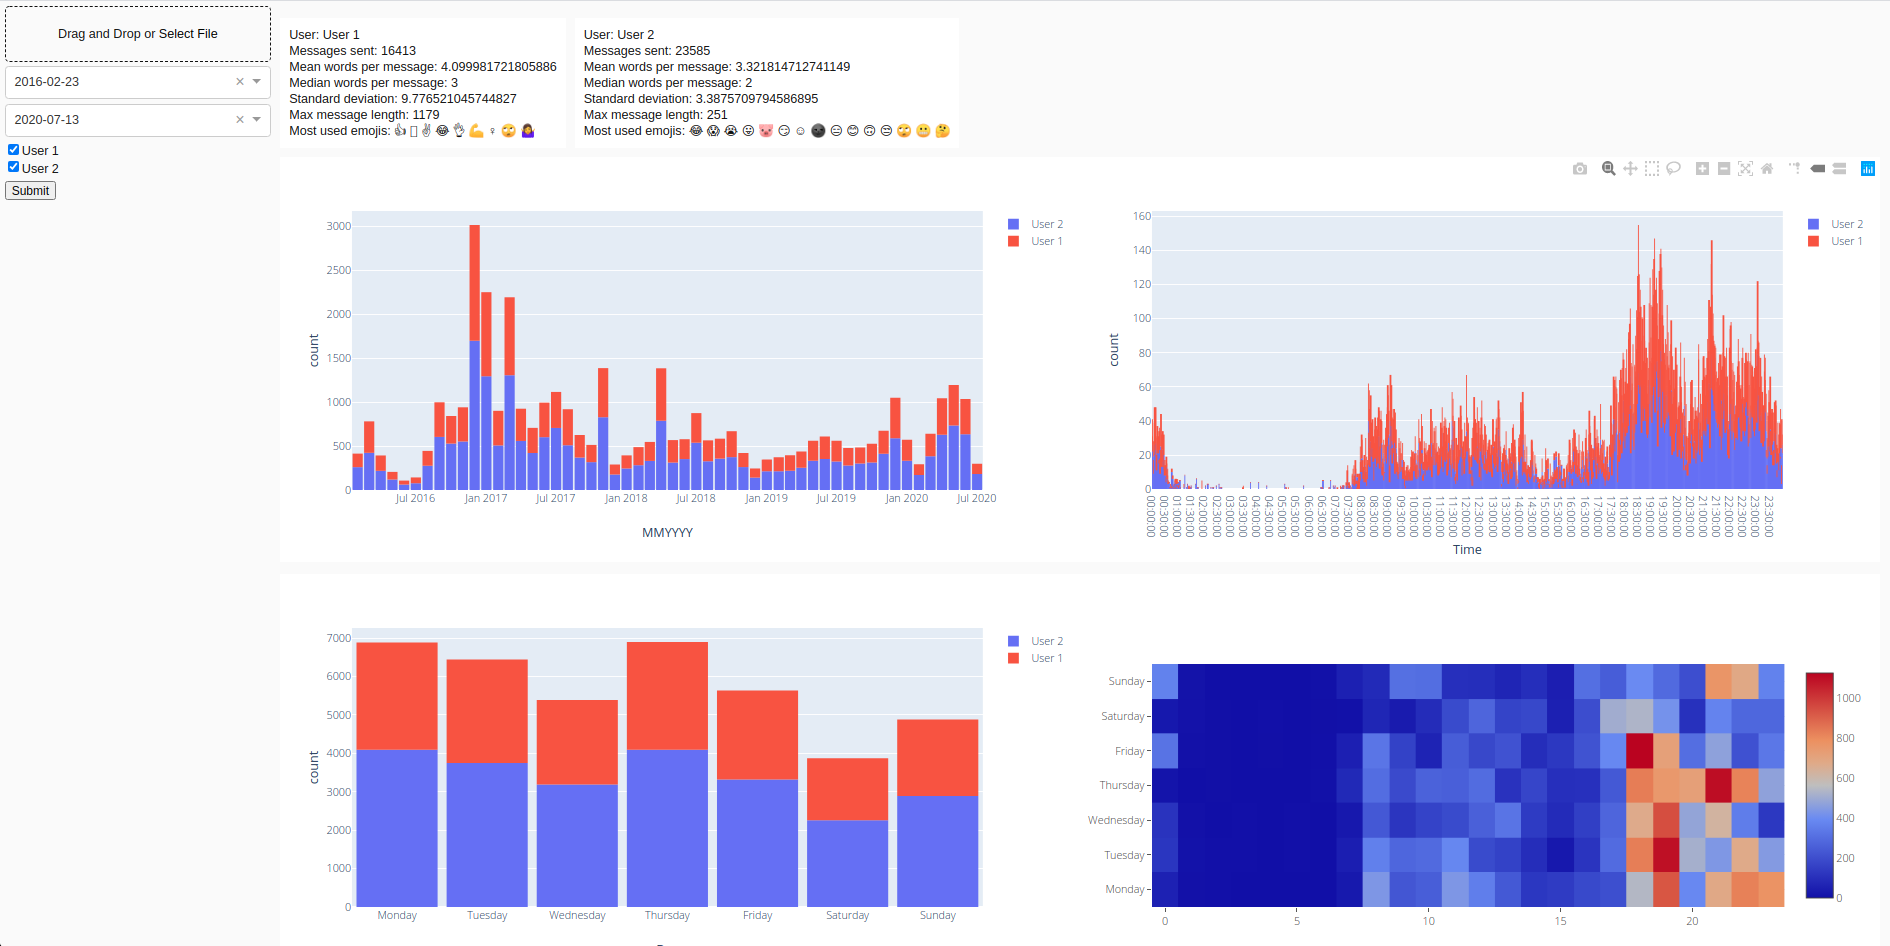 Drag and Drop or Select File
2016-02-23
2020-07-13
User 1
User 2
Submit
User: User 1
Messages sent: 16413
Mean words per message: 4.099981721805886
Median words per message: 3
Standard deviation: 9.776521045744827
Max message length: 1179
Most used emojis:
User: User 2
Messages sent: 23585
Mean words per message: 3.321814712741149
Median words per message: 2
Standard deviation: 3.3875709794586895
Max message length: 251
Most used emojis:
3000
2500
2000
1500
1000
500
0
count
Jul 2016 Jan 2017 Jul 2017 Jan 2018 Jul 2018 Jan 2019 Jul 2019 Jan 2020 Jul 2020
MMYYYY
User 2
User 1
160
140
120
100
80
60
40
20
0
count
00:00:00 00:30:00 01:00:00 01:30:00 02:00:00 02:30:00 03:00:00 03:30:00 04:00:00 04:30:00 05:00:00 05:30:00 06:00:00 06:30:00 07:00:00 07:30:00 08:00:00 08:30:00 09:00:00 09:30:00 10:00:00 10:30:00 11:00:00 11:30:00 12:00:00 12:30:00 13:00:00 13:30:00 14:00:00 14:30:00 15:00:00 15:30:00 16:00:00 16:30:00 17:00:00 17:30:00 18:00:00 18:30:00 19:00:00 19:30:00 20:00:00 20:30:00 21:00:00 21:30:00 22:00:00 22:30:00 23:00:00 23:30:00
Time
User 2
User 1
7000
6000
5000
4000
3000
2000
1000
0
count
Monday Tuesday Wednesday Thursday Friday Saturday Sunday
User 2
User 1
Sunday
Saturday
Friday
Thursday
Wednesday
Tuesday
Monday
0 5 10 15 20
1000
800
600
400
200
0